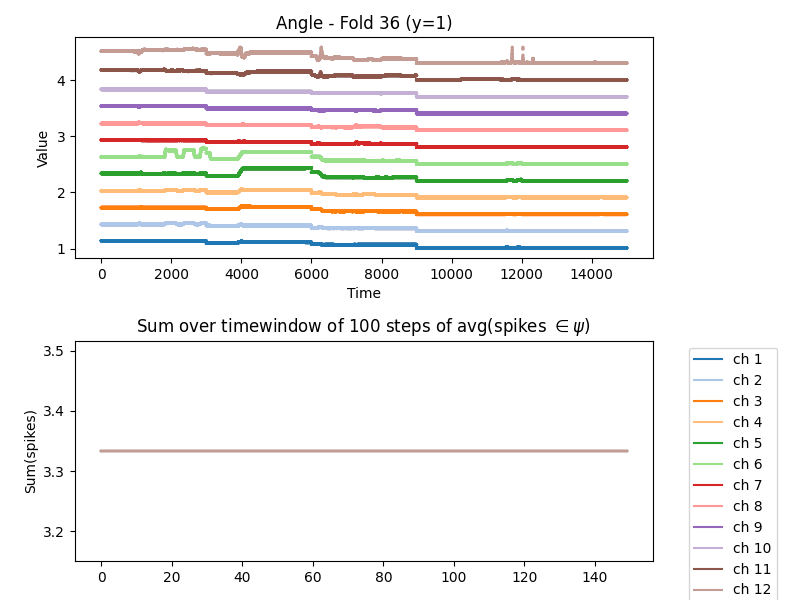 Angle - Fold 36 (y=1)
4
3
2
1
Value
0 2000 4000 6000 8000 10000 12000 14000
Time
Sum over timewindow of 100 steps of avg(spikes ∈ ψ)
3.5
3.4
3.3
3.2
Sum(spikes)
0 20 40 60 80 100 120 140
ch 1
ch 2
ch 3
ch 4
ch 5
ch 6
ch 7
ch 8
ch 9
ch 10
ch 11
ch 12